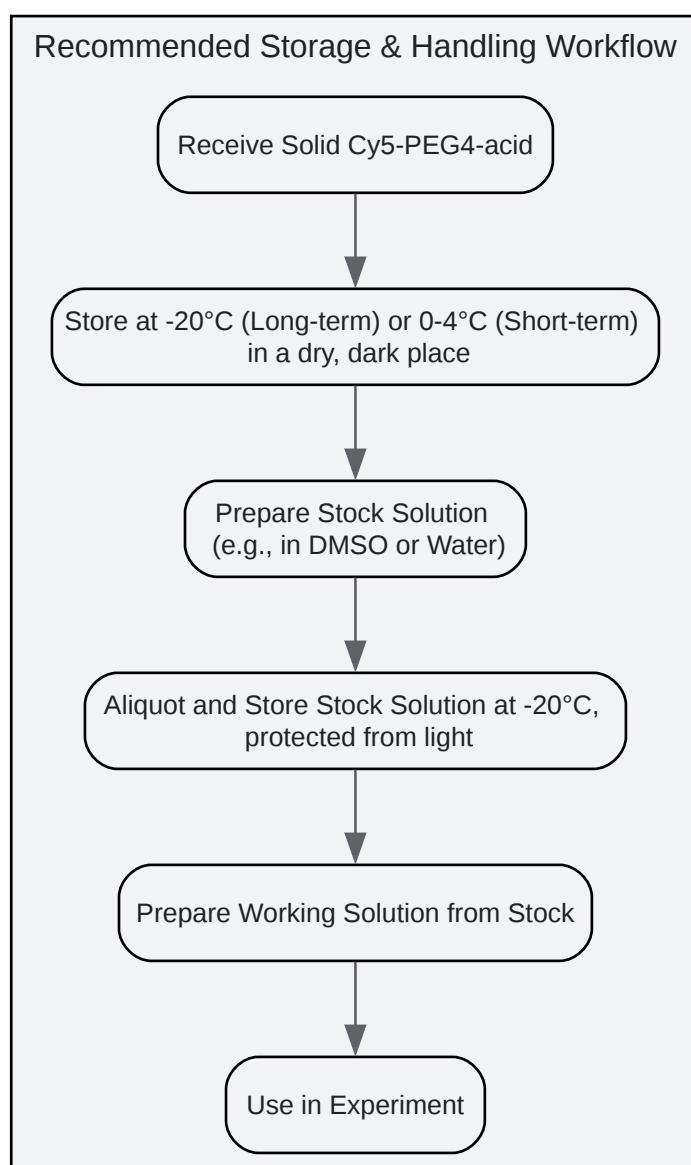 Recommended Storage & Handling Workflow
Receive Solid Cy5-PEG4-acid
Store at -20°C (Long-term) or 0-4°C (Short-term)
in a dry, dark place
Prepare Stock Solution
(e.g., in DMSO or Water)
Aliquot and Store Stock Solution at -20°C,
protected from light
Prepare Working Solution from Stock
Use in Experiment